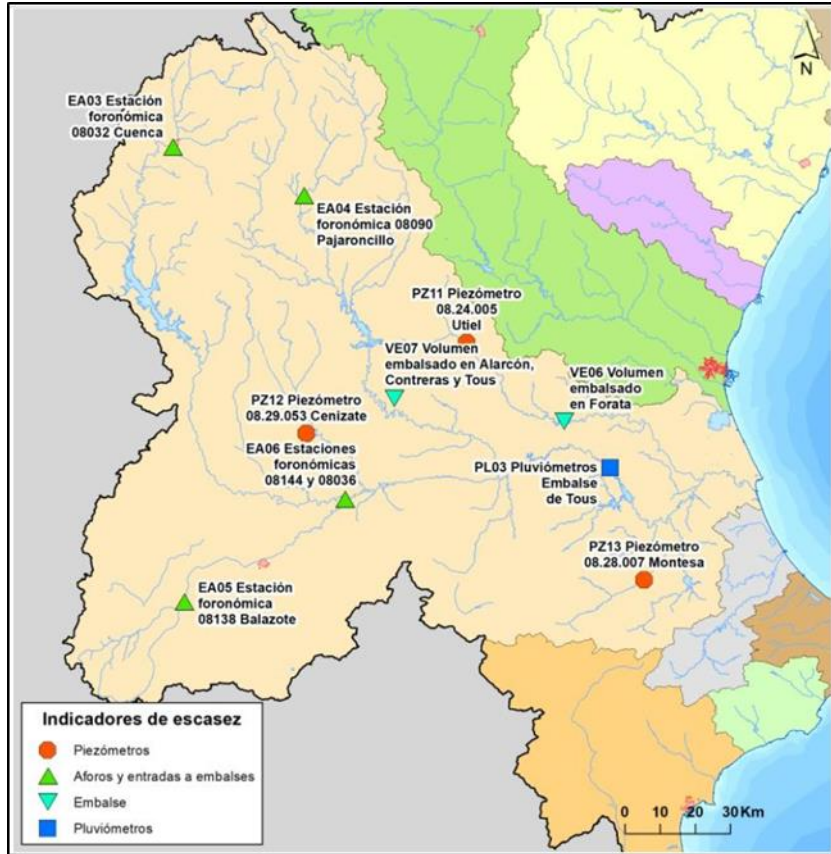 N
EA03 Estación
foronómica
08032 Cuenca
EA04 Estación
foronómica 08090
Pajaroncillo
PZ11 Piezómetro
08.24.005
Utiel
VE07 Volumen
embalsado en Alarcón,
Contreras y Tous
VE06 Volumen
embalsado
en Forata
PZ12 Piezómetro
08.29.053 Cenizate
EA06 Estaciones
foronómicas
08144 y 08036
PL03 Pluviómetros
Embalse
de Tous
PZ13 Piezómetro
08.28.007 Montesa
EA05 Estación
foronómica
08138 Balazote
Indicadores de escasez
Piezómetros
Aforos y entradas a embalses
Embalse
Pluviómetros
0 10 20 30Km